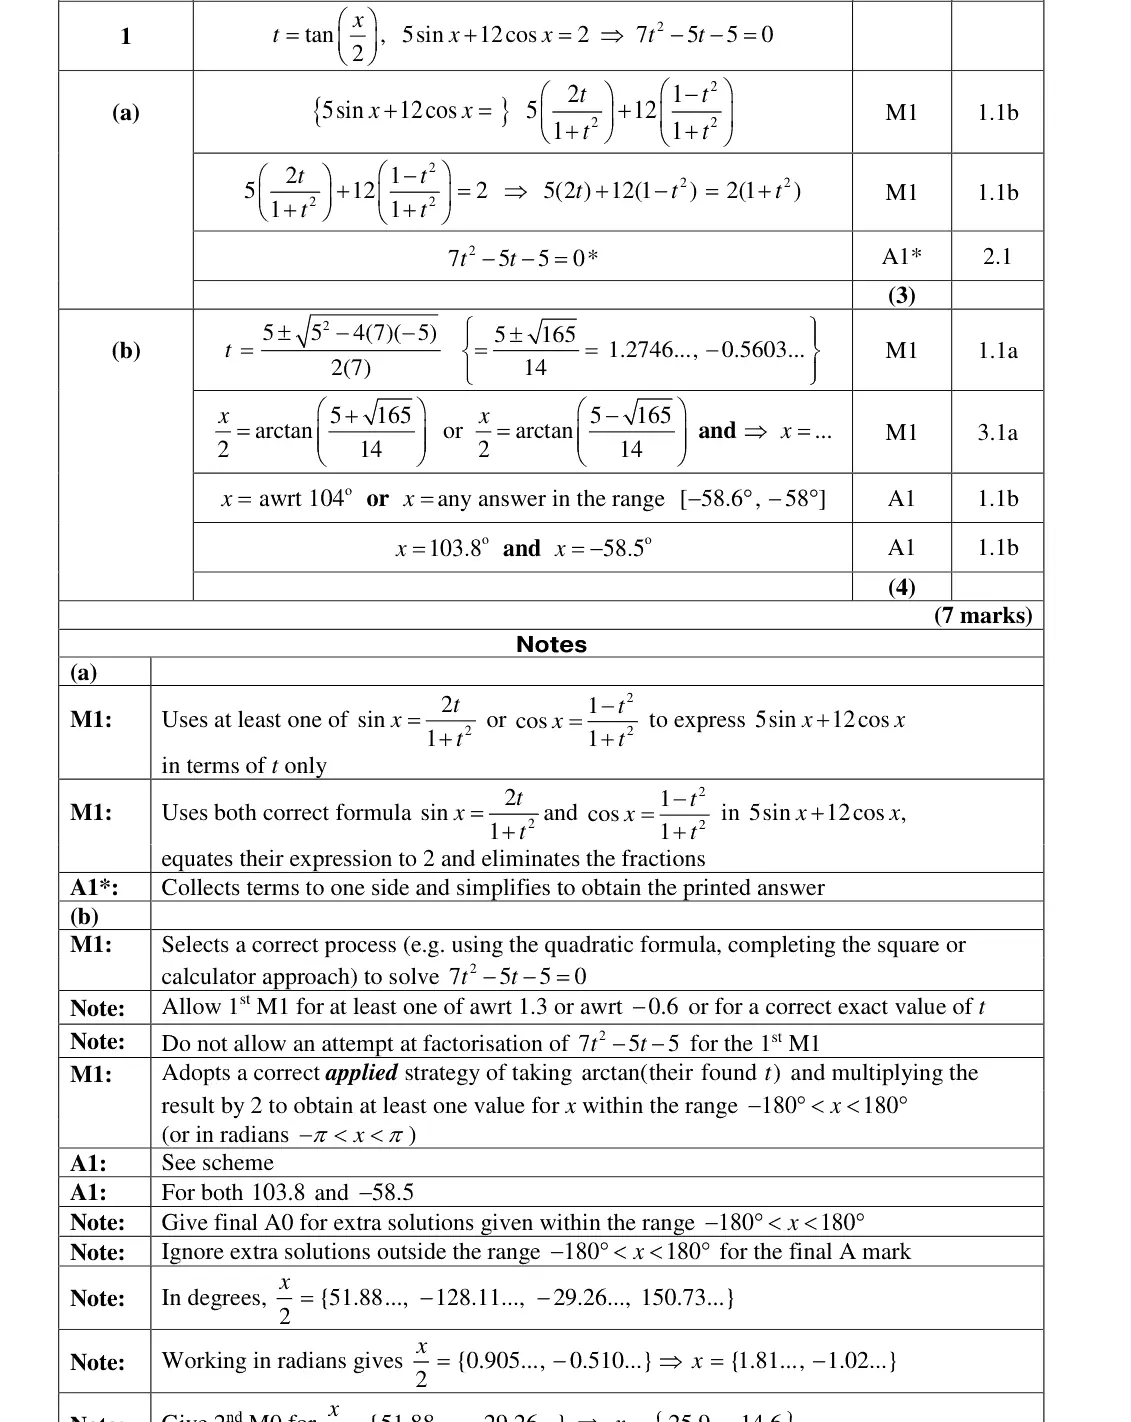 1 t = tan(x/2), 5sin x + 12cos x = 2 ⇒ 7t² − 5t − 5 = 0
(a) {5sin x + 12cos x = } 5(2t/(1+t²)) + 12((1−t²)/(1+t²)) M1 1.1b
5(2t/(1+t²)) + 12((1−t²)/(1+t²)) = 2 ⇒ 5(2t) + 12(1−t²) = 2(1+t²) M1 1.1b
7t² − 5t − 5 = 0* A1* 2.1
(3)
(b) t = (5 ± √(5² − 4(7)(−5)))/(2(7)) {= (5 ± √165)/14 = 1.2746..., −0.5603...} M1 1.1a
x/2 = arctan((5+√165)/14) or x/2 = arctan((5−√165)/14) and ⇒ x = ... M1 3.1a
x = awrt 104° or x = any answer in the range [−58.6°, −58°] A1 1.1b
x = 103.8° and x = −58.5° A1 1.1b
(4)
(7 marks)
Notes
(a)
M1: Uses at least one of sin x = 2t/(1+t²) or cos x = (1−t²)/(1+t²) to express 5sin x + 12cos x
in terms of t only
M1: Uses both correct formula sin x = 2t/(1+t²) and cos x = (1−t²)/(1+t²) in 5sin x + 12cos x,
equates their expression to 2 and eliminates the fractions
A1*: Collects terms to one side and simplifies to obtain the printed answer
(b)
M1: Selects a correct process (e.g. using the quadratic formula, completing the square or
calculator approach) to solve 7t² − 5t − 5 = 0
Note: Allow 1st M1 for at least one of awrt 1.3 or awrt −0.6 or for a correct exact value of t
Note: Do not allow an attempt at factorisation of 7t² − 5t − 5 for the 1st M1
M1: Adopts a correct applied strategy of taking arctan(their found t) and multiplying the
result by 2 to obtain at least one value for x within the range −180° < x < 180°
(or in radians −π < x < π )
A1: See scheme
A1: For both 103.8 and −58.5
Note: Give final A0 for extra solutions given within the range −180° < x < 180°
Note: Ignore extra solutions outside the range −180° < x < 180° for the final A mark
Note: In degrees, x/2 = {51.88..., −128.11..., −29.26..., 150.73...}
Note: Working in radians gives x/2 = {0.905..., −0.510...} ⇒ x = {1.81..., −1.02...}